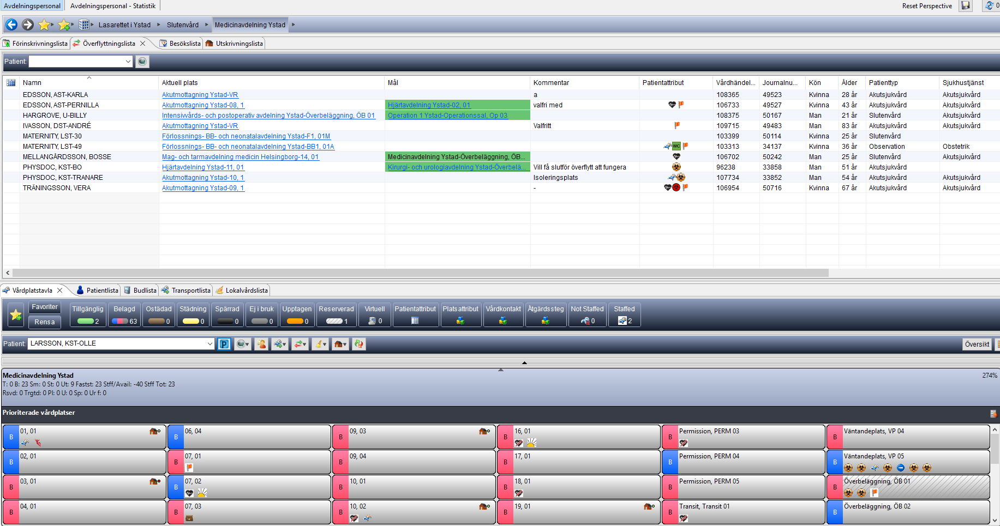 Avdelningspersonal Avdelningspersonal - Statistik Reset Perspective 0
Lasarettet i Ystad Slutenvård Medicinavdelning Ystad
Förinskrivningslista Överflyttningslista Besökslista Utskrivningslista
Patient:
Namn Aktuell plats Mål Kommentar Patientattribut Vårdhändel... Journalnu... Kön Ålder Patienttyp Sjukhustjänst
EDSSON, AST-KARLA Akutmottagning Ystad-VR a 108365 49523 Kvinna 28 år Akutsjukvård Akutsjukvård
EDSSON, AST-PERNILLA Akutmottagning Ystad-08, 1 Hjärtavdelning Ystad-02, 01 valfri med 106733 49527 Kvinna 43 år Akutsjukvård Akutsjukvård
HARGROVE, U-BILLY Intensivvårds- och postoperativ avdelning Ystad-Överbeläggning, ÖB 01 Operation 1 Ystad-Operationssal, Op 03 108375 50167 Man 21 år Slutenvård Akutsjukvård
IVASSON, DST-ANDRÉ Akutmottagning Ystad-VR Valfritt 109715 49483 Man 83 år Akutsjukvård Akutsjukvård
MATERNITY, LST-30 Förlossnings- BB- och neonatalavdelning Ystad-F1, 01M 103399 50114 Kvinna 25 år Slutenvård
MATERNITY, LST-49 Förlossnings- BB- och neonatalavdelning Ystad-BB1, 01A WC 103313 34137 Kvinna 36 år Observation Obstetrik
MELLANGÅRDSSON, BOSSE Mag- och tarmavdelning medicin Helsingborg-14, 01 Medicinavdelning Ystad-Överbeläggning, ÖB... 106702 50242 Man 25 år Slutenvård Akutsjukvård
PHYSDOC, KST-BO Hjärtavdelning Ystad-11, 01 Kirurgi- och urologiavdelning Ystad-Överbelä... Vill få slutför överflytt att fungera 96238 33858 Man 51 år Akutsjukvård
PHYSDOC, KST-TRANARE Akutmottagning Ystad-10, 1 Isoleringsplats 107734 33852 Man 54 år Akutsjukvård Akutsjukvård
TRÄNINGSSON, VERA Akutmottagning Ystad-09, 1 - 106954 50716 Kvinna 67 år Akutsjukvård Akutsjukvård
Vårdplatstavla Patientlista Budlista Transportlista Lokalvårdslista
Favoriter Tillgänglig Belagd Ostädad Städning Spärrad Ej i bruk Upptagen Reserverad Virtuell Patientattribut Platsattribut Vårdkontakt Åtgärdssteg Not Staffed Staffed
Rensa 2 63 0 0 0 0 0 1 0 0 2
Patient: LARSSON, KST-OLLE P Översikt
Medicinavdelning Ystad 274%
T: 0 B: 23 Sm: 0 St: 0 Ut: 9 Fastst: 23 Stff/Avail: -40 Stff Tot: 23
Rsvd: 0 Trgtd: 0 Pl: 0 U: 0 Sp: 0 Ur f: 0
Prioriterade vårdplatser
B 01, 01 B 06, 04 B 09, 03 B 16, 01 B Permission, PERM 03 B Väntandeplats, VP 04
B 02, 01 B 07, 01 B 09, 04 B 17, 01 B Permission, PERM 04 B Väntandeplats, VP 05
B 03, 01 B 07, 02 B 10, 01 B 18, 01 B Permission, PERM 05 B Överbeläggning, ÖB 01
B 04, 01 B 07, 03 B 10, 02 B 19, 01 B Transit, Transit 01 B Överbeläggning, ÖB 02